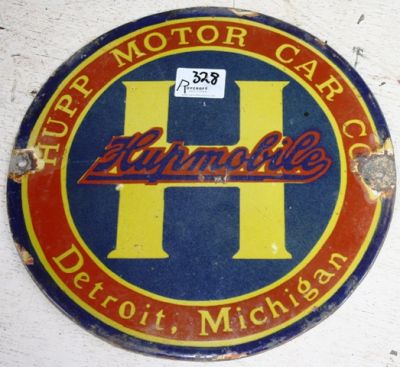 HUPP MOTOR CAR CO
328
H
Hupmobile
Detroit, Michigan